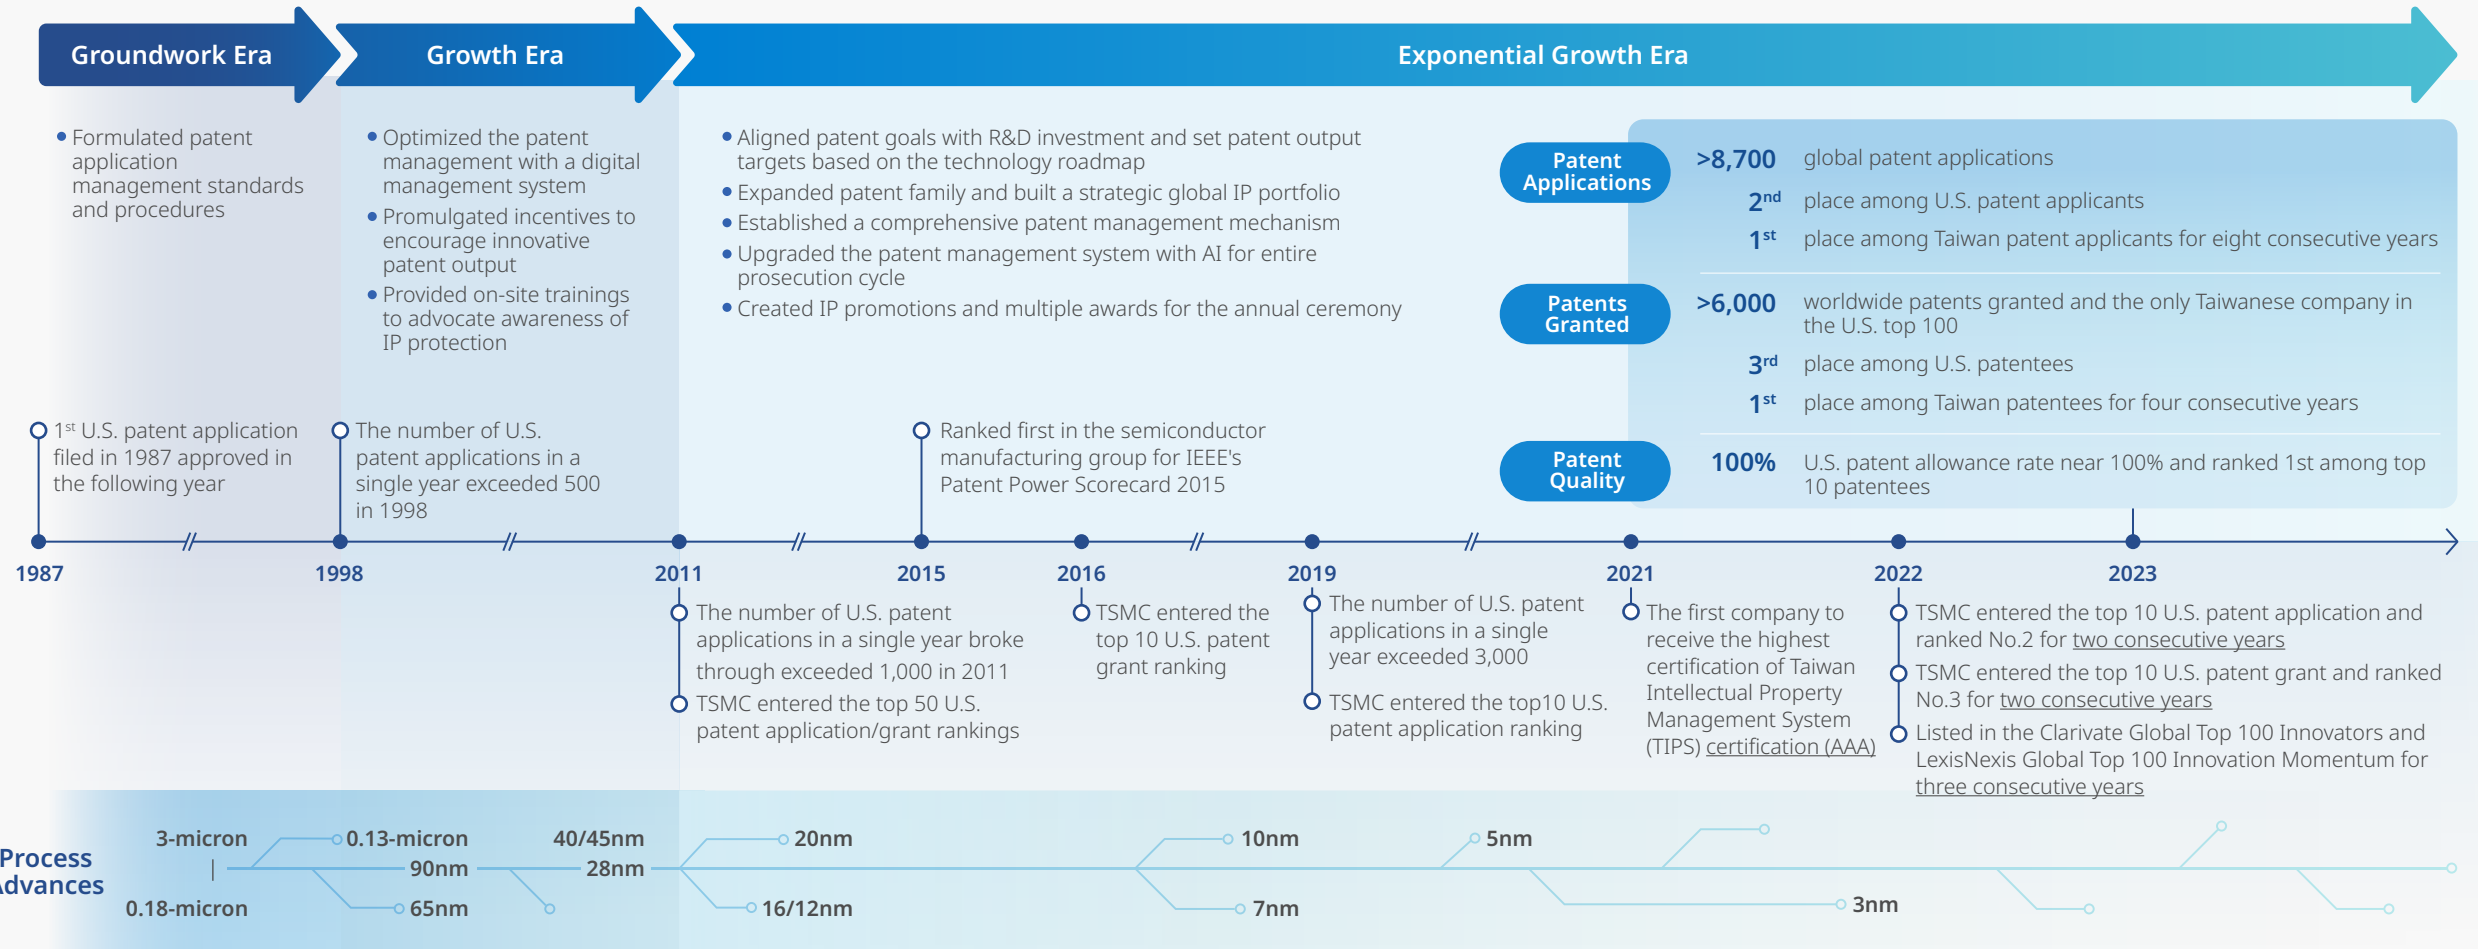 Groundwork Era
Growth Era
Exponential Growth Era
Formulated patent
application
management standards
and procedures
Optimized the patent
management with a digital
management system
Promulgated incentives to
encourage innovative
patent output
Provided on-site trainings
to advocate awareness of
IP protection
Aligned patent goals with R&D investment and set patent output
targets based on the technology roadmap
Expanded patent family and built a strategic global IP portfolio
Established a comprehensive patent management mechanism
Upgraded the patent management system with AI for entire
prosecution cycle
Created IP promotions and multiple awards for the annual ceremony
Patent
Applications
>8,700 global patent applications
2nd place among U.S. patent applicants
1st place among Taiwan patent applicants for eight consecutive years
Patents
Granted
>6,000 worldwide patents granted and the only Taiwanese company in
the U.S. top 100
3rd place among U.S. patentees
1st place among Taiwan patentees for four consecutive years
Patent
Quality
100% U.S. patent allowance rate near 100% and ranked 1st among top
10 patentees
1st U.S. patent application
filed in 1987 approved in
the following year
The number of U.S.
patent applications in a
single year exceeded 500
in 1998
Ranked first in the semiconductor
manufacturing group for IEEE's
Patent Power Scorecard 2015
1987
1998
2011
2015
2016
2019
2021
2022
2023
The number of U.S. patent
applications in a single year broke
through exceeded 1,000 in 2011
TSMC entered the top 50 U.S.
patent application/grant rankings
TSMC entered the
top 10 U.S. patent
grant ranking
The number of U.S. patent
applications in a single
year exceeded 3,000
TSMC entered the top10 U.S.
patent application ranking
The first company to
receive the highest
certification of Taiwan
Intellectual Property
Management System
(TIPS) certification (AAA)
TSMC entered the top 10 U.S. patent application and
ranked No.2 for two consecutive years
TSMC entered the top 10 U.S. patent grant and ranked
No.3 for two consecutive years
Listed in the Clarivate Global Top 100 Innovators and
LexisNexis Global Top 100 Innovation Momentum for
three consecutive years
Process
Advances
3-micron
0.18-micron
0.13-micron
90nm
65nm
40/45nm
28nm
20nm
16/12nm
10nm
7nm
5nm
3nm